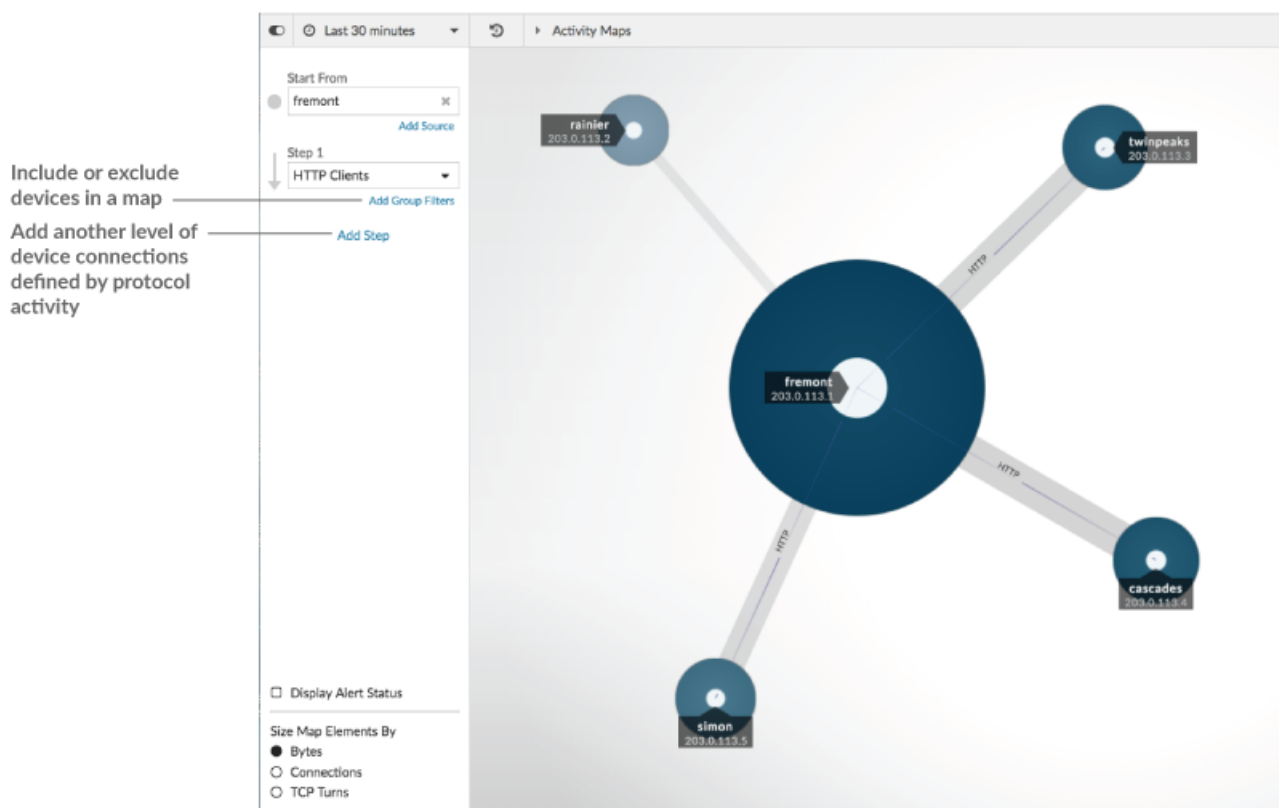 Last 30 minutes
Activity Maps
Include or exclude
devices in a map
Add another level of
device connections
defined by protocol
activity
Start From
fremont
Add Source
Step 1
HTTP Clients
Add Group Filters
Add Step
Display Alert Status
Size Map Elements By
Bytes
Connections
TCP Turns
rainier
203.0.113.2
twinpeaks
203.0.113.3
HTTP
fremont
203.0.113.1
HTTP
HTTP
cascades
203.0.113.4
simon
203.0.113.5